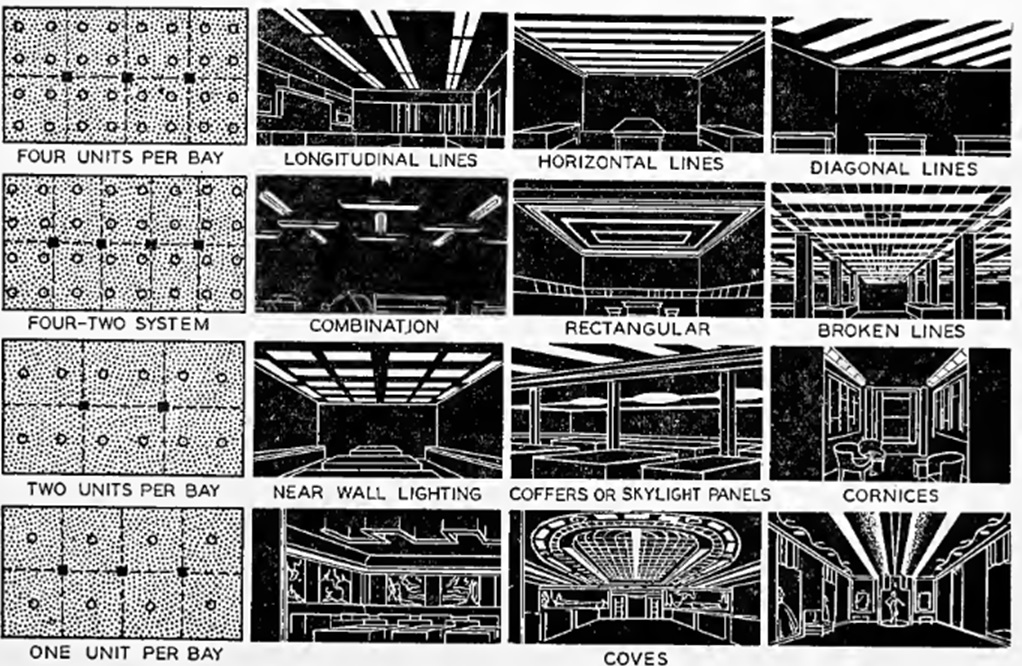 FOUR UNITS PER BAY
LONGITUDINAL LINES
HORIZONTAL LINES
DIAGONAL LINES
FOUR-TWO SYSTEM
COMBINATION
RECTANGULAR
BROKEN LINES
TWO UNITS PER BAY
NEAR WALL LIGHTING
COFFERS OR SKYLIGHT PANELS
CORNICES
ONE UNIT PER BAY
COVES